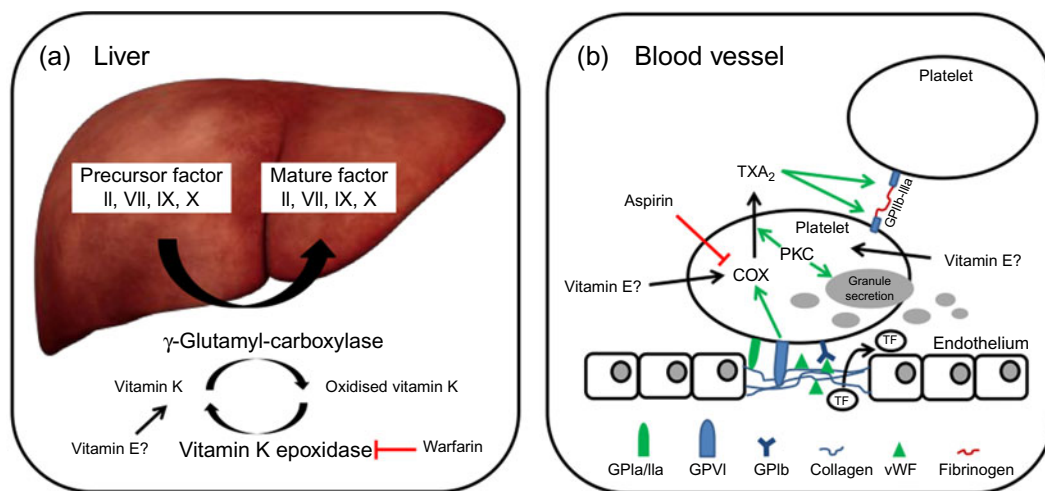 (a) Liver
Precursor factor
II, VII, IX, X
Mature factor
II, VII, IX, X
γ-Glutamyl-carboxylase
Vitamin K
Oxidised vitamin K
Vitamin E?
Vitamin K epoxidase
Warfarin
(b) Blood vessel
Platelet
TXA2
GPIIb-IIIa
Aspirin
Platelet
PKC
Vitamin E?
COX
Vitamin E?
Granule
secretion
TF
Endothelium
TF
GPIa/IIa
GPVI
GPIb
Collagen
vWF
Fibrinogen